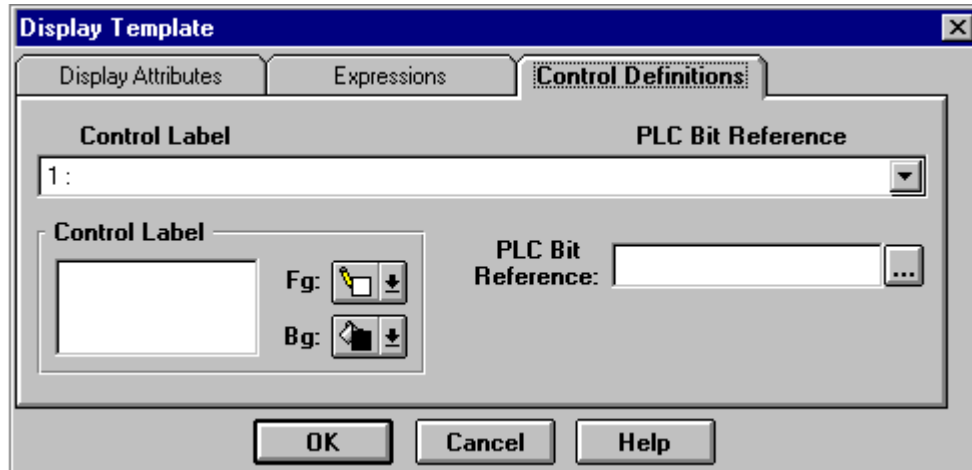 Display Template
Display Attributes Expressions Control Definitions
Control Label PLC Bit Reference
1 :
Control Label
Fg:
Bg:
PLC Bit
Reference:
...
OK Cancel Help